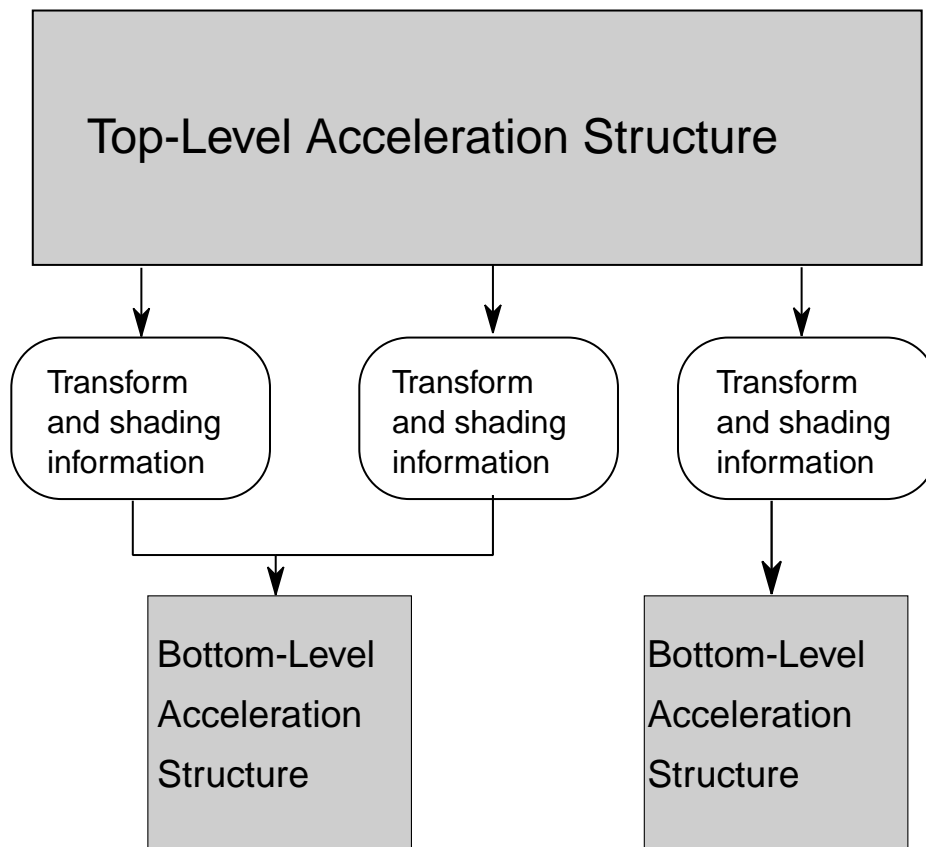 Top-Level Acceleration Structure
Transform
and shading
information
Transform
and shading
information
Transform
and shading
information
Bottom-Level
Acceleration
Structure
Bottom-Level
Acceleration
Structure